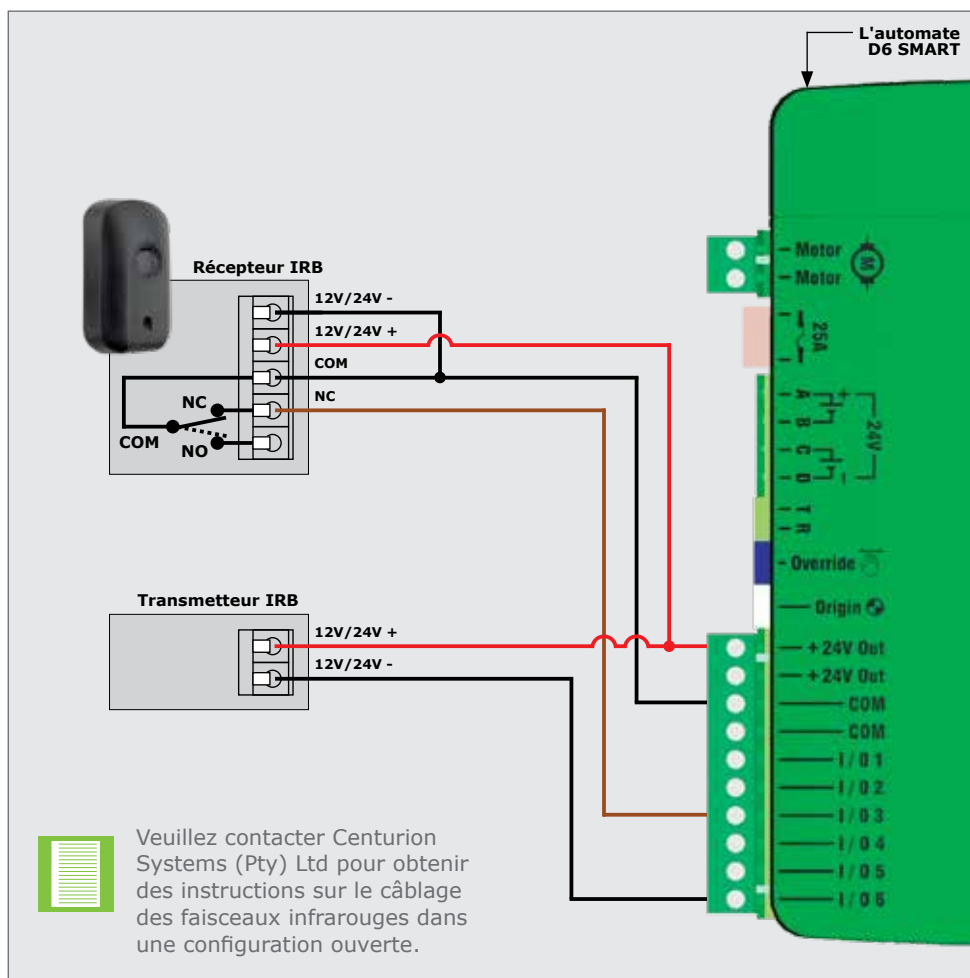 L'automate
D6 SMART
Récepteur IRB
12V/24V -
12V/24V +
COM
NC
NC
COM
NO
Transmetteur IRB
12V/24V +
12V/24V -
Motor
Motor
M
25A
A
B
C
D
+
24V
-
T
R
Override
Origin
+24V Out
+24V Out
COM
COM
I/O 1
I/O 2
I/O 3
I/O 4
I/O 5
I/O 6
Veuillez contacter Centurion
Systems (Pty) Ltd pour obtenir
des instructions sur le câblage
des faisceaux infrarouges dans
une configuration ouverte.